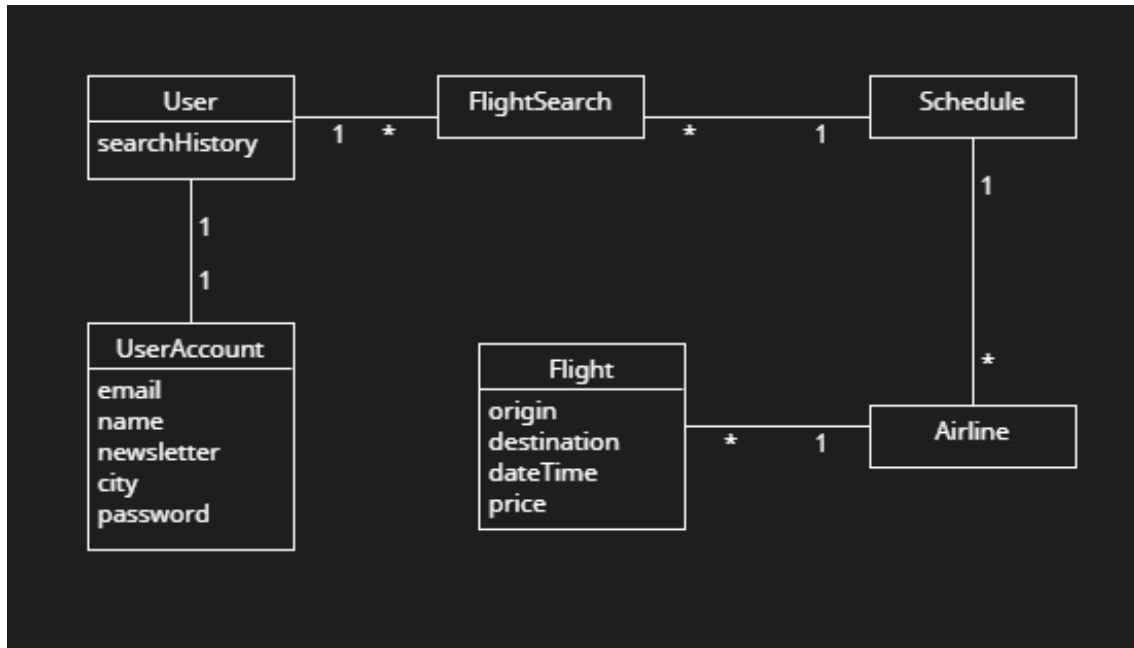 User
searchHistory
1 *
FlightSearch
* 1
Schedule
1
*
1
1
UserAccount
email
name
newsletter
city
password
Flight
origin
destination
dateTime
price
* 1
Airline